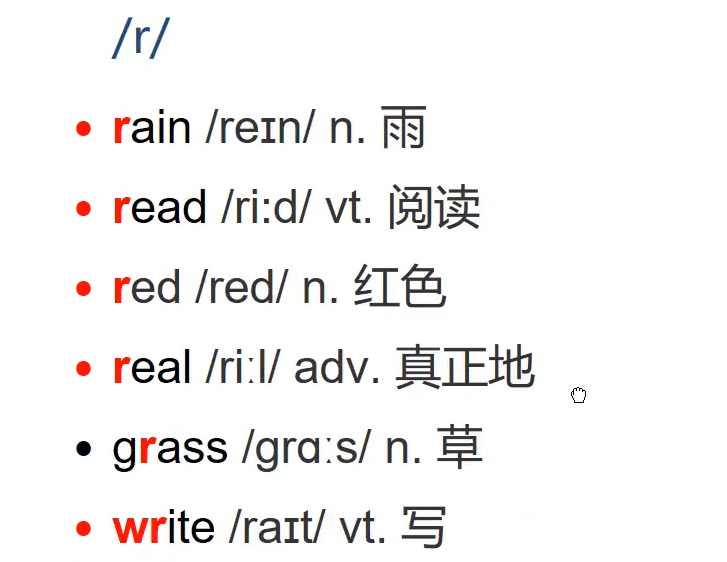 /r/
• rain /reɪn/ n. 雨
• read /ri:d/ vt. 阅读
• red /red/ n. 红色
• real /riːl/ adv. 真正地
• grass /grɑːs/ n. 草
• write /raɪt/ vt. 写